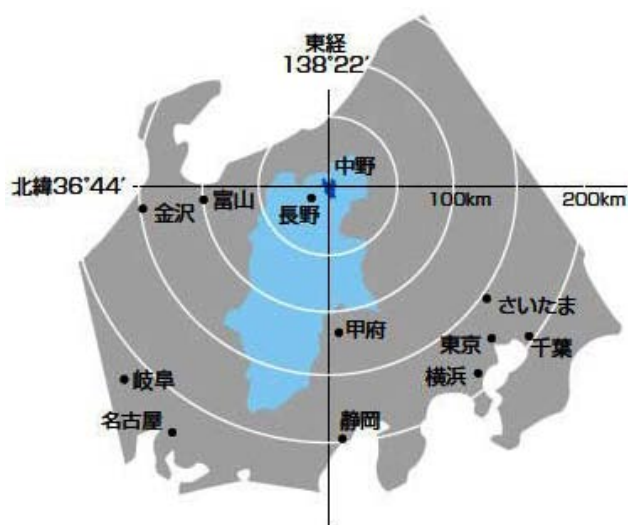 東経
138°22′
中野
北緯36°44′
100km
200km
富山
金沢
長野
さいたま
甲府
東京
千葉
横浜
岐阜
名古屋
静岡